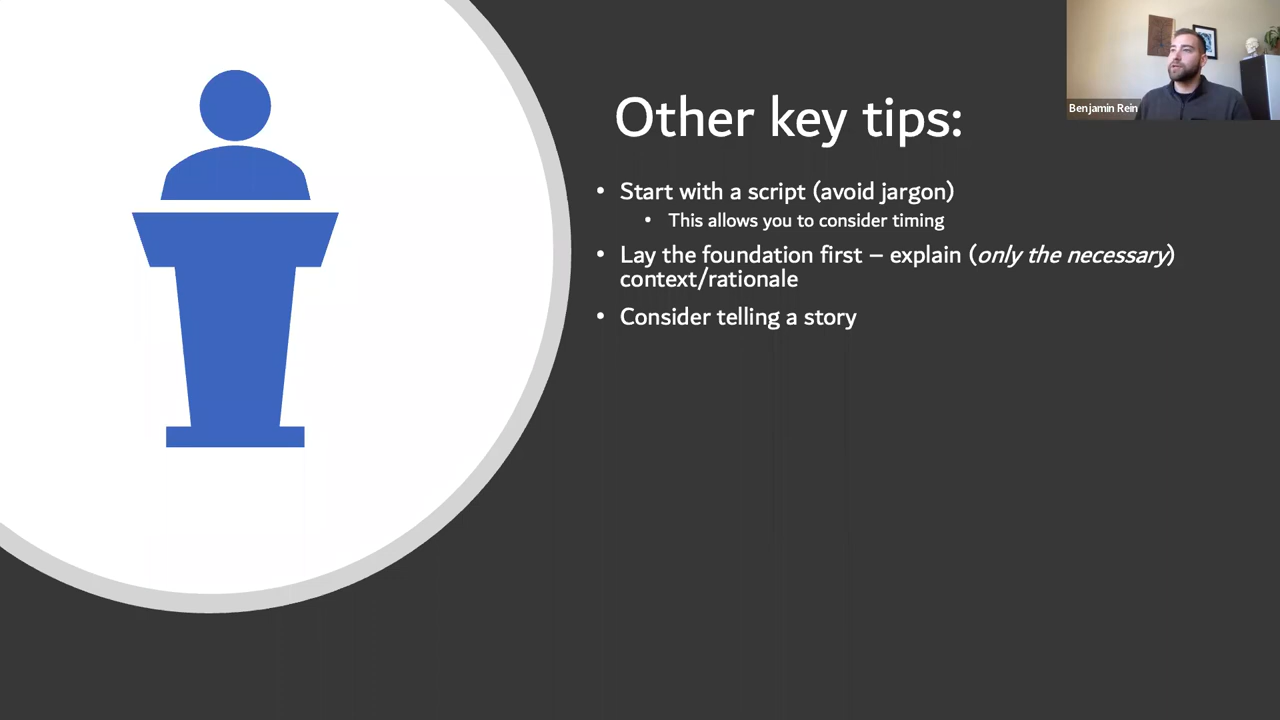 Other key tips:
Benjamin Rein
• Start with a script (avoid jargon)
• This allows you to consider timing
• Lay the foundation first – explain (only the necessary)
context/rationale
• Consider telling a story